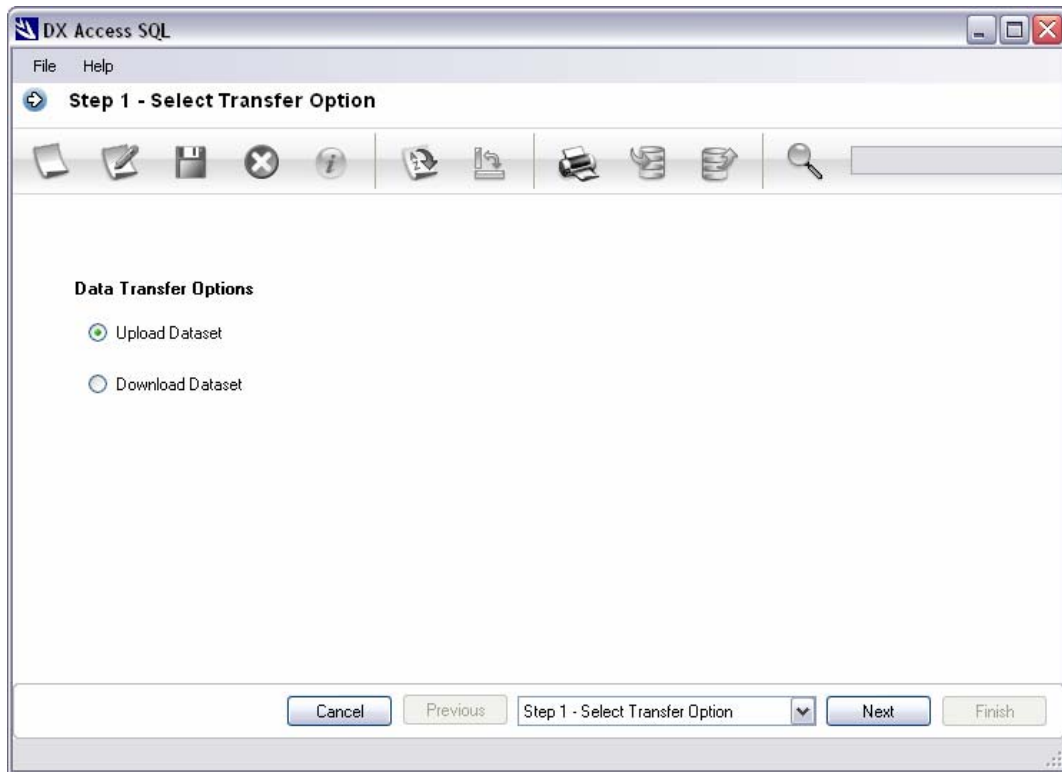 DX Access SQL
File Help
Step 1 - Select Transfer Option
Data Transfer Options
Upload Dataset
Download Dataset
Cancel Previous Step 1 - Select Transfer Option Next Finish